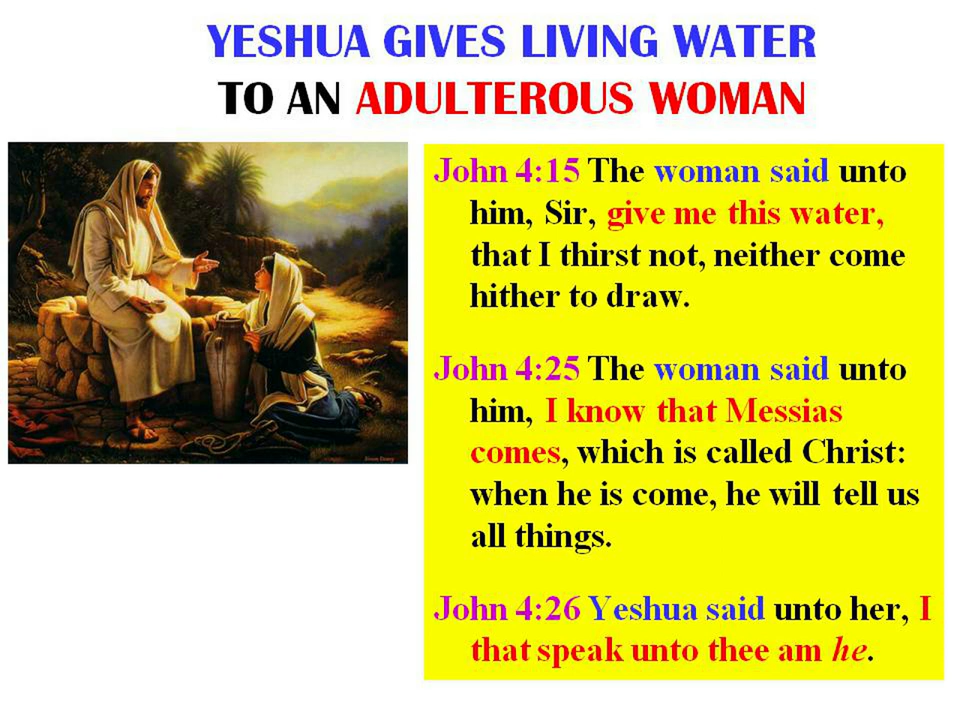 YESHUA GIVES LIVING WATER
TO AN ADULTEROUS WOMAN
John 4:15 The woman said unto
him, Sir, give me this water,
that I thirst not, neither come
hither to draw.
John 4:25 The woman said unto
him, I know that Messias
comes, which is called Christ:
when he is come, he will tell us
all things.
John 4:26 Yeshua said unto her, I
that speak unto thee am he.
Simon Dewey